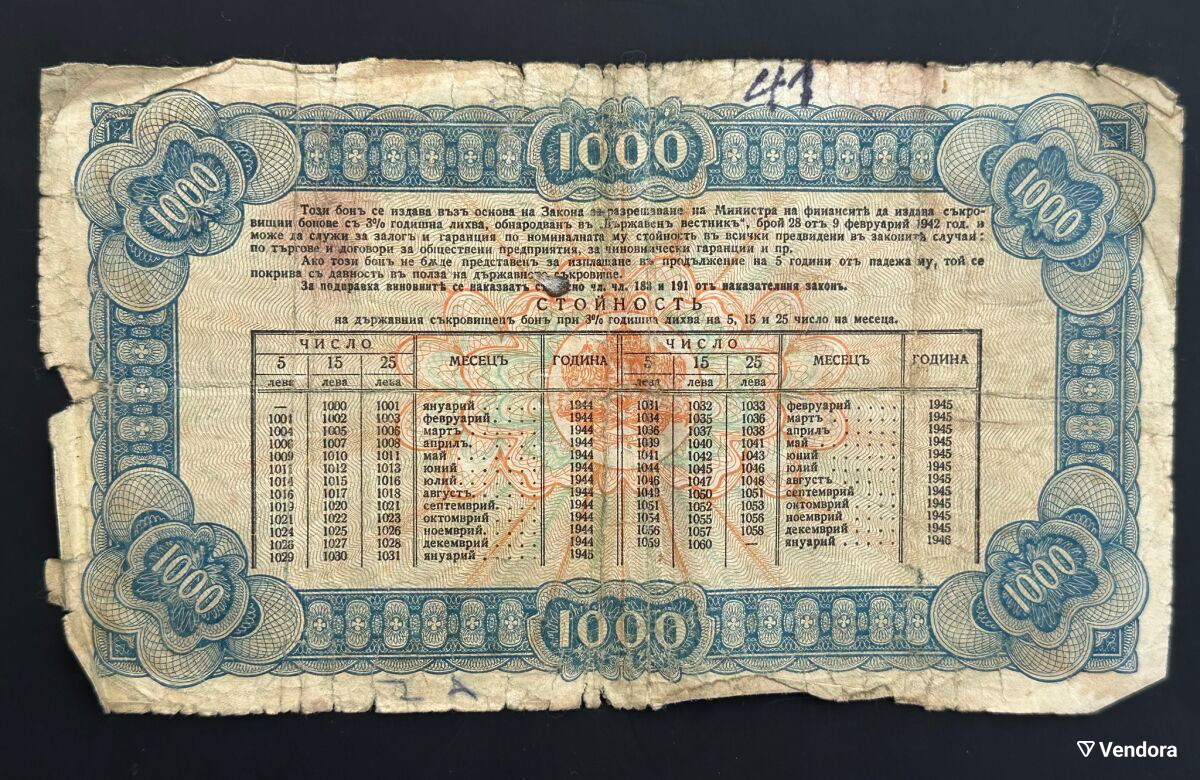 41
1000
1000
1000
Този бонъ се издава възъ основа на Закона за разрешаване на Министра на финанситѣ да издава съкро-
вищни бонове съ 3% годишна лихва, обнародванъ въ „Държавенъ вестникъ“, брой 28 отъ 9 февруарий 1942 год. и
може да служи за залогъ и гаранция по номиналната му стойность въ всички предвидени въ законитѣ случаи:
по търгове и договори за обществени предприятия, за чиновнически гаранции и др.
Ако този бонъ не бѫде представенъ за изплащане въ продължение на 5 години отъ падежа му, той се
покрива съ давность въ полза на държавното съкровище.
За подправка виновнитѣ се наказватъ съгласно чл. чл. 183 и 191 отъ наказателния законъ.
СТОЙНОСТЬ
на държавния съкровищенъ бонъ при 3% годишна лихва на 5, 15 и 25 число на месеца.
ЧИСЛО МЕСЕЦЪ ГОДИНА ЧИСЛО МЕСЕЦЪ ГОДИНА
5 15 25 5 15 25
лева лева лева лева лева лева
— 1000 1001 януарий . . . . 1944 1031 1032 1033 февруарий . . . . 1945
1001 1002 1003 февруарий. . . . 1944 1034 1035 1036 мартъ . . . . . 1945
1004 1005 1006 мартъ. . . . . 1944 1036 1037 1038 априлъ . . . . . 1945
1006 1007 1008 априлъ. . . . . 1944 1039 1040 1041 май . . . . . 1945
1009 1010 1011 май . . . . . 1944 1041 1042 1043 юний . . . . . 1945
1011 1012 1013 юний . . . . . 1944 1044 1045 1046 юлий . . . . . 1945
1014 1015 1016 юлий. . . . . 1944 1046 1047 1048 августъ . . . . . 1945
1016 1017 1018 августъ. . . . . 1944 1049 1050 1051 септемврий . . . . 1945
1019 1020 1021 септемврий. . . . 1944 1051 1052 1053 октомврий . . . . 1945
1021 1022 1023 октомврий . . . . 1944 1054 1055 1056 ноемврий . . . . 1945
1024 1025 1026 ноемврий. . . . 1944 1056 1057 1058 декемврий . . . . 1945
1026 1027 1028 декемврий . . . . 1944 1059 1060 — януарий . . . . . 1946
1029 1030 1031 януарий . . . . 1945
1000
1000
1000
Vendora